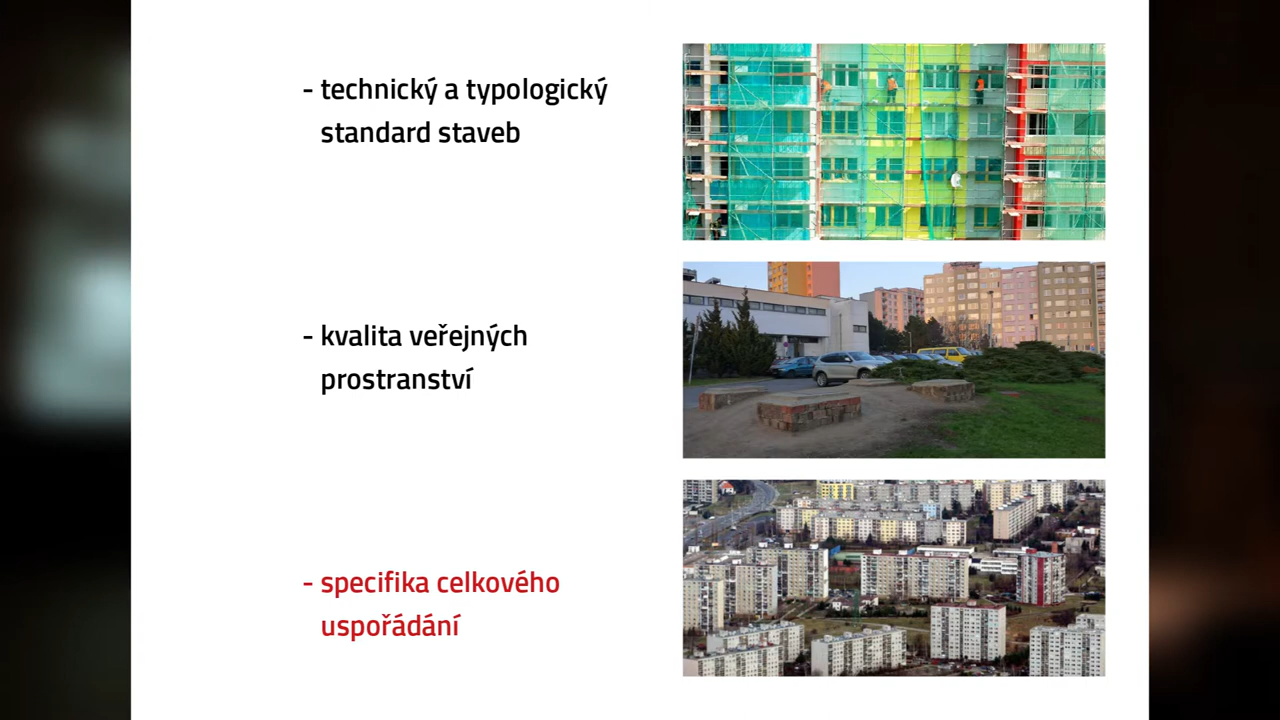 - technický a typologický
standard staveb
- kvalita veřejných
prostranství
- specifika celkového
uspořádání